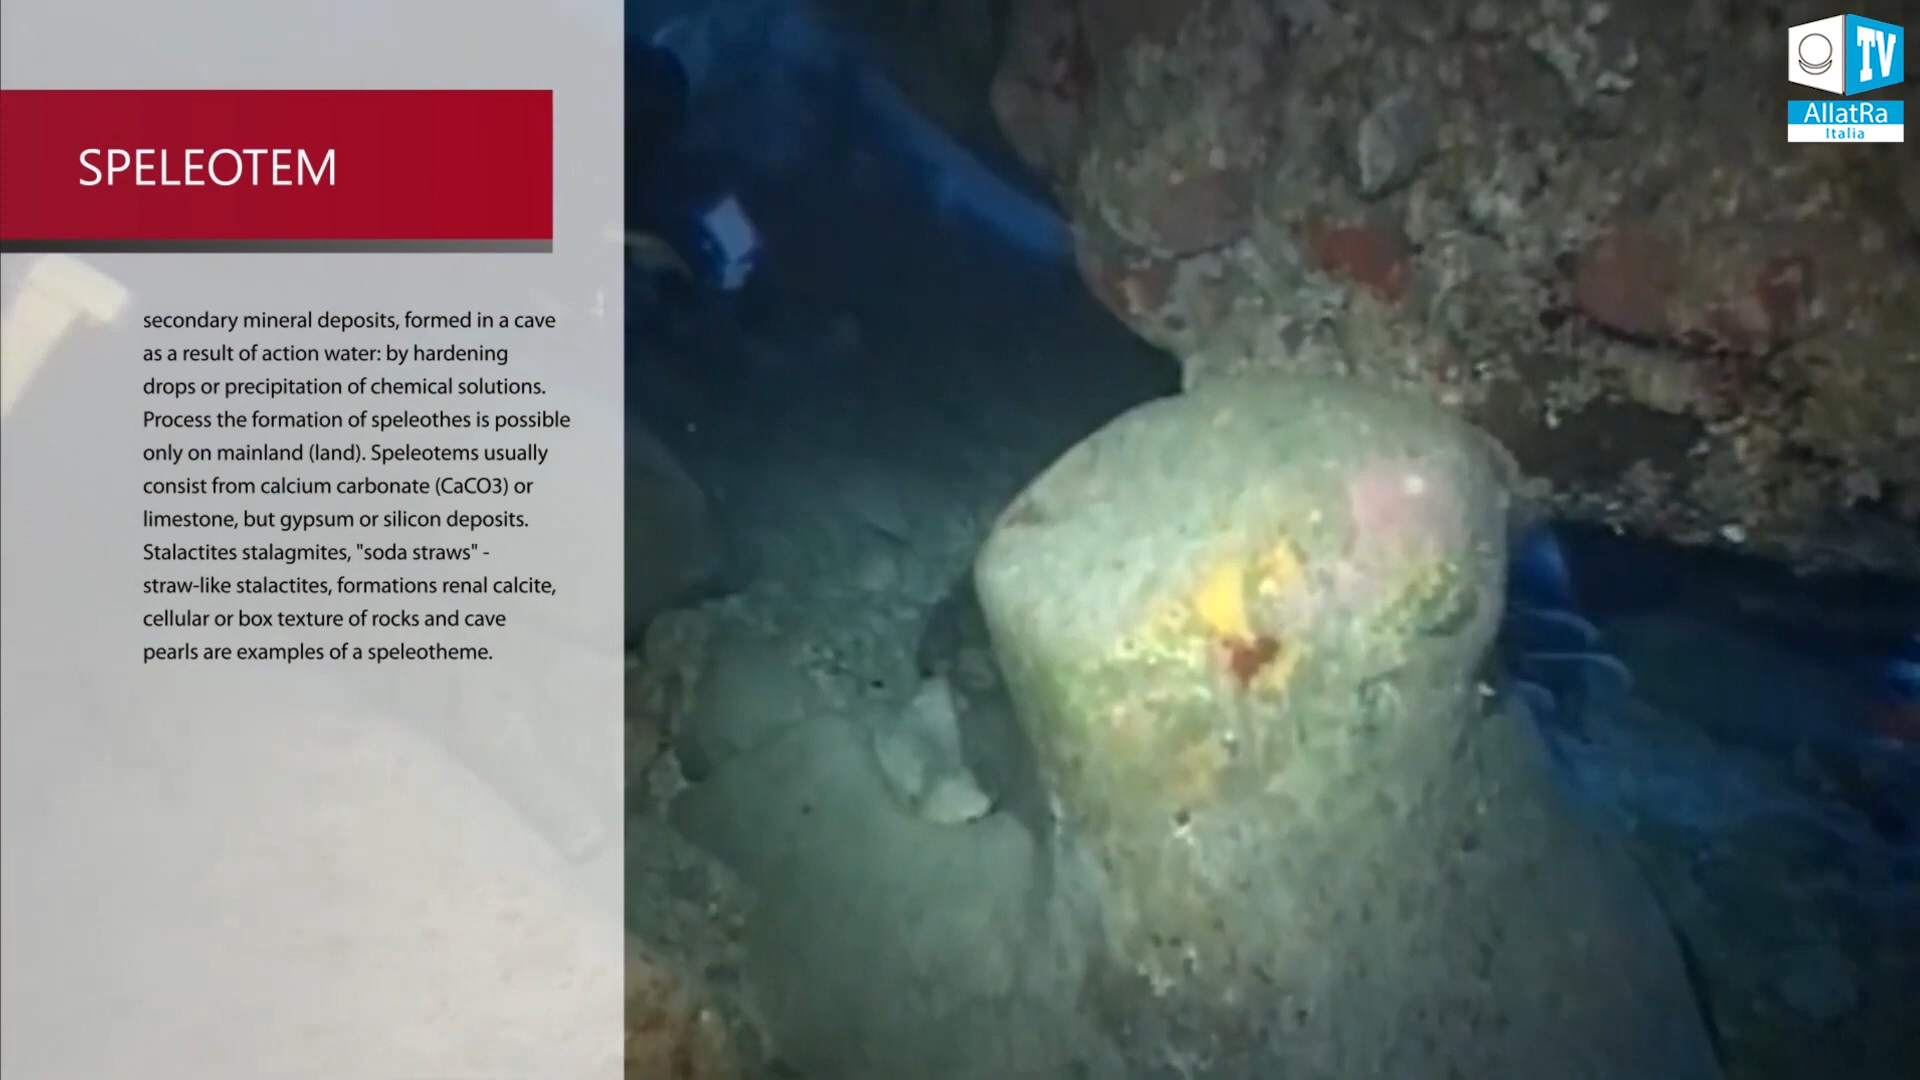 SPELEOTEM
secondary mineral deposits, formed in a cave
as a result of action water: by hardening
drops or precipitation of chemical solutions.
Process the formation of speleothes is possible
only on mainland (land). Speleotems usually
consist from calcium carbonate (CaCO3) or
limestone, but gypsum or silicon deposits.
Stalactites stalagmites, "soda straws" -
straw-like stalactites, formations renal calcite,
cellular or box texture of rocks and cave
pearls are examples of a speleotheme.
TV
AllatRa
Italia